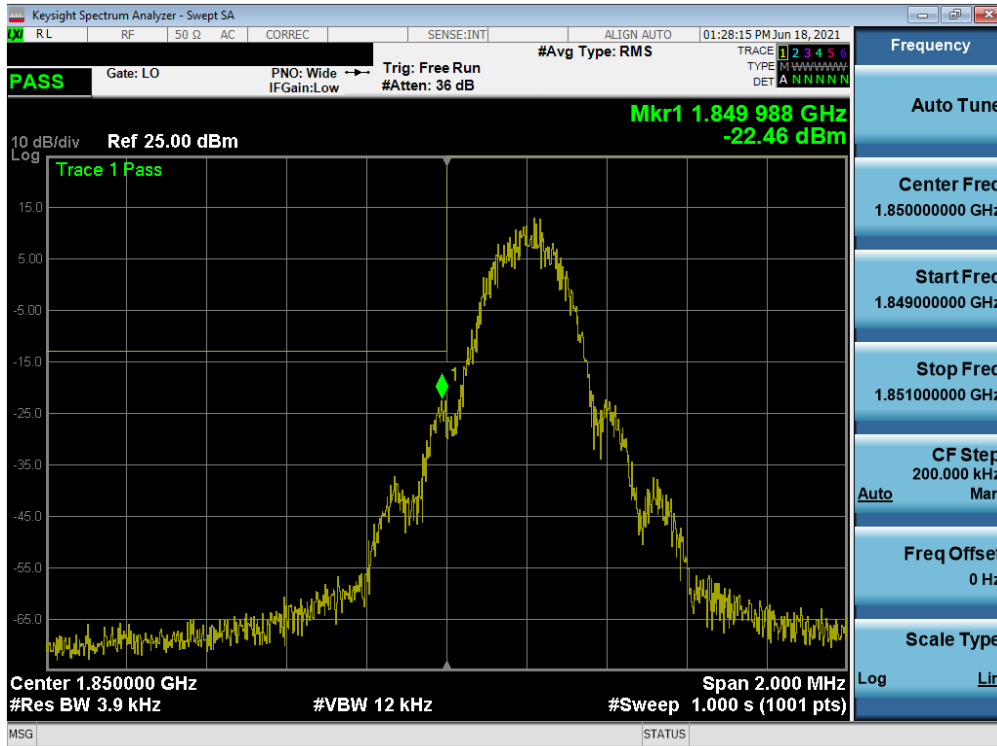 Keysight Spectrum Analyzer - Swept SA
LXI RL RF 50 Ω AC CORREC SENSE:INT ALIGN AUTO 01:28:15 PM Jun 18, 2021
PASS
Gate: LO
PNO: Wide
IFGain:Low
Trig: Free Run
#Atten: 36 dB
#Avg Type: RMS
TRACE 1 2 3 4 5 6
TYPE M WWWWW
DET A N N N N N
Mkr1 1.849 988 GHz
-22.46 dBm
10 dB/div Ref 25.00 dBm
Log
Trace 1 Pass
15.0
5.00
-5.00
-15.0
-25.0
-35.0
-45.0
-55.0
-65.0
1
Center 1.850000 GHz Span 2.000 MHz
#Res BW 3.9 kHz #VBW 12 kHz #Sweep 1.000 s (1001 pts)
MSG STATUS
Frequency
Auto Tune
Center Freq
1.850000000 GHz
Start Freq
1.849000000 GHz
Stop Freq
1.851000000 GHz
CF Step
200.000 kHz
Auto Man
Freq Offset
0 Hz
Scale Type
Log Lin